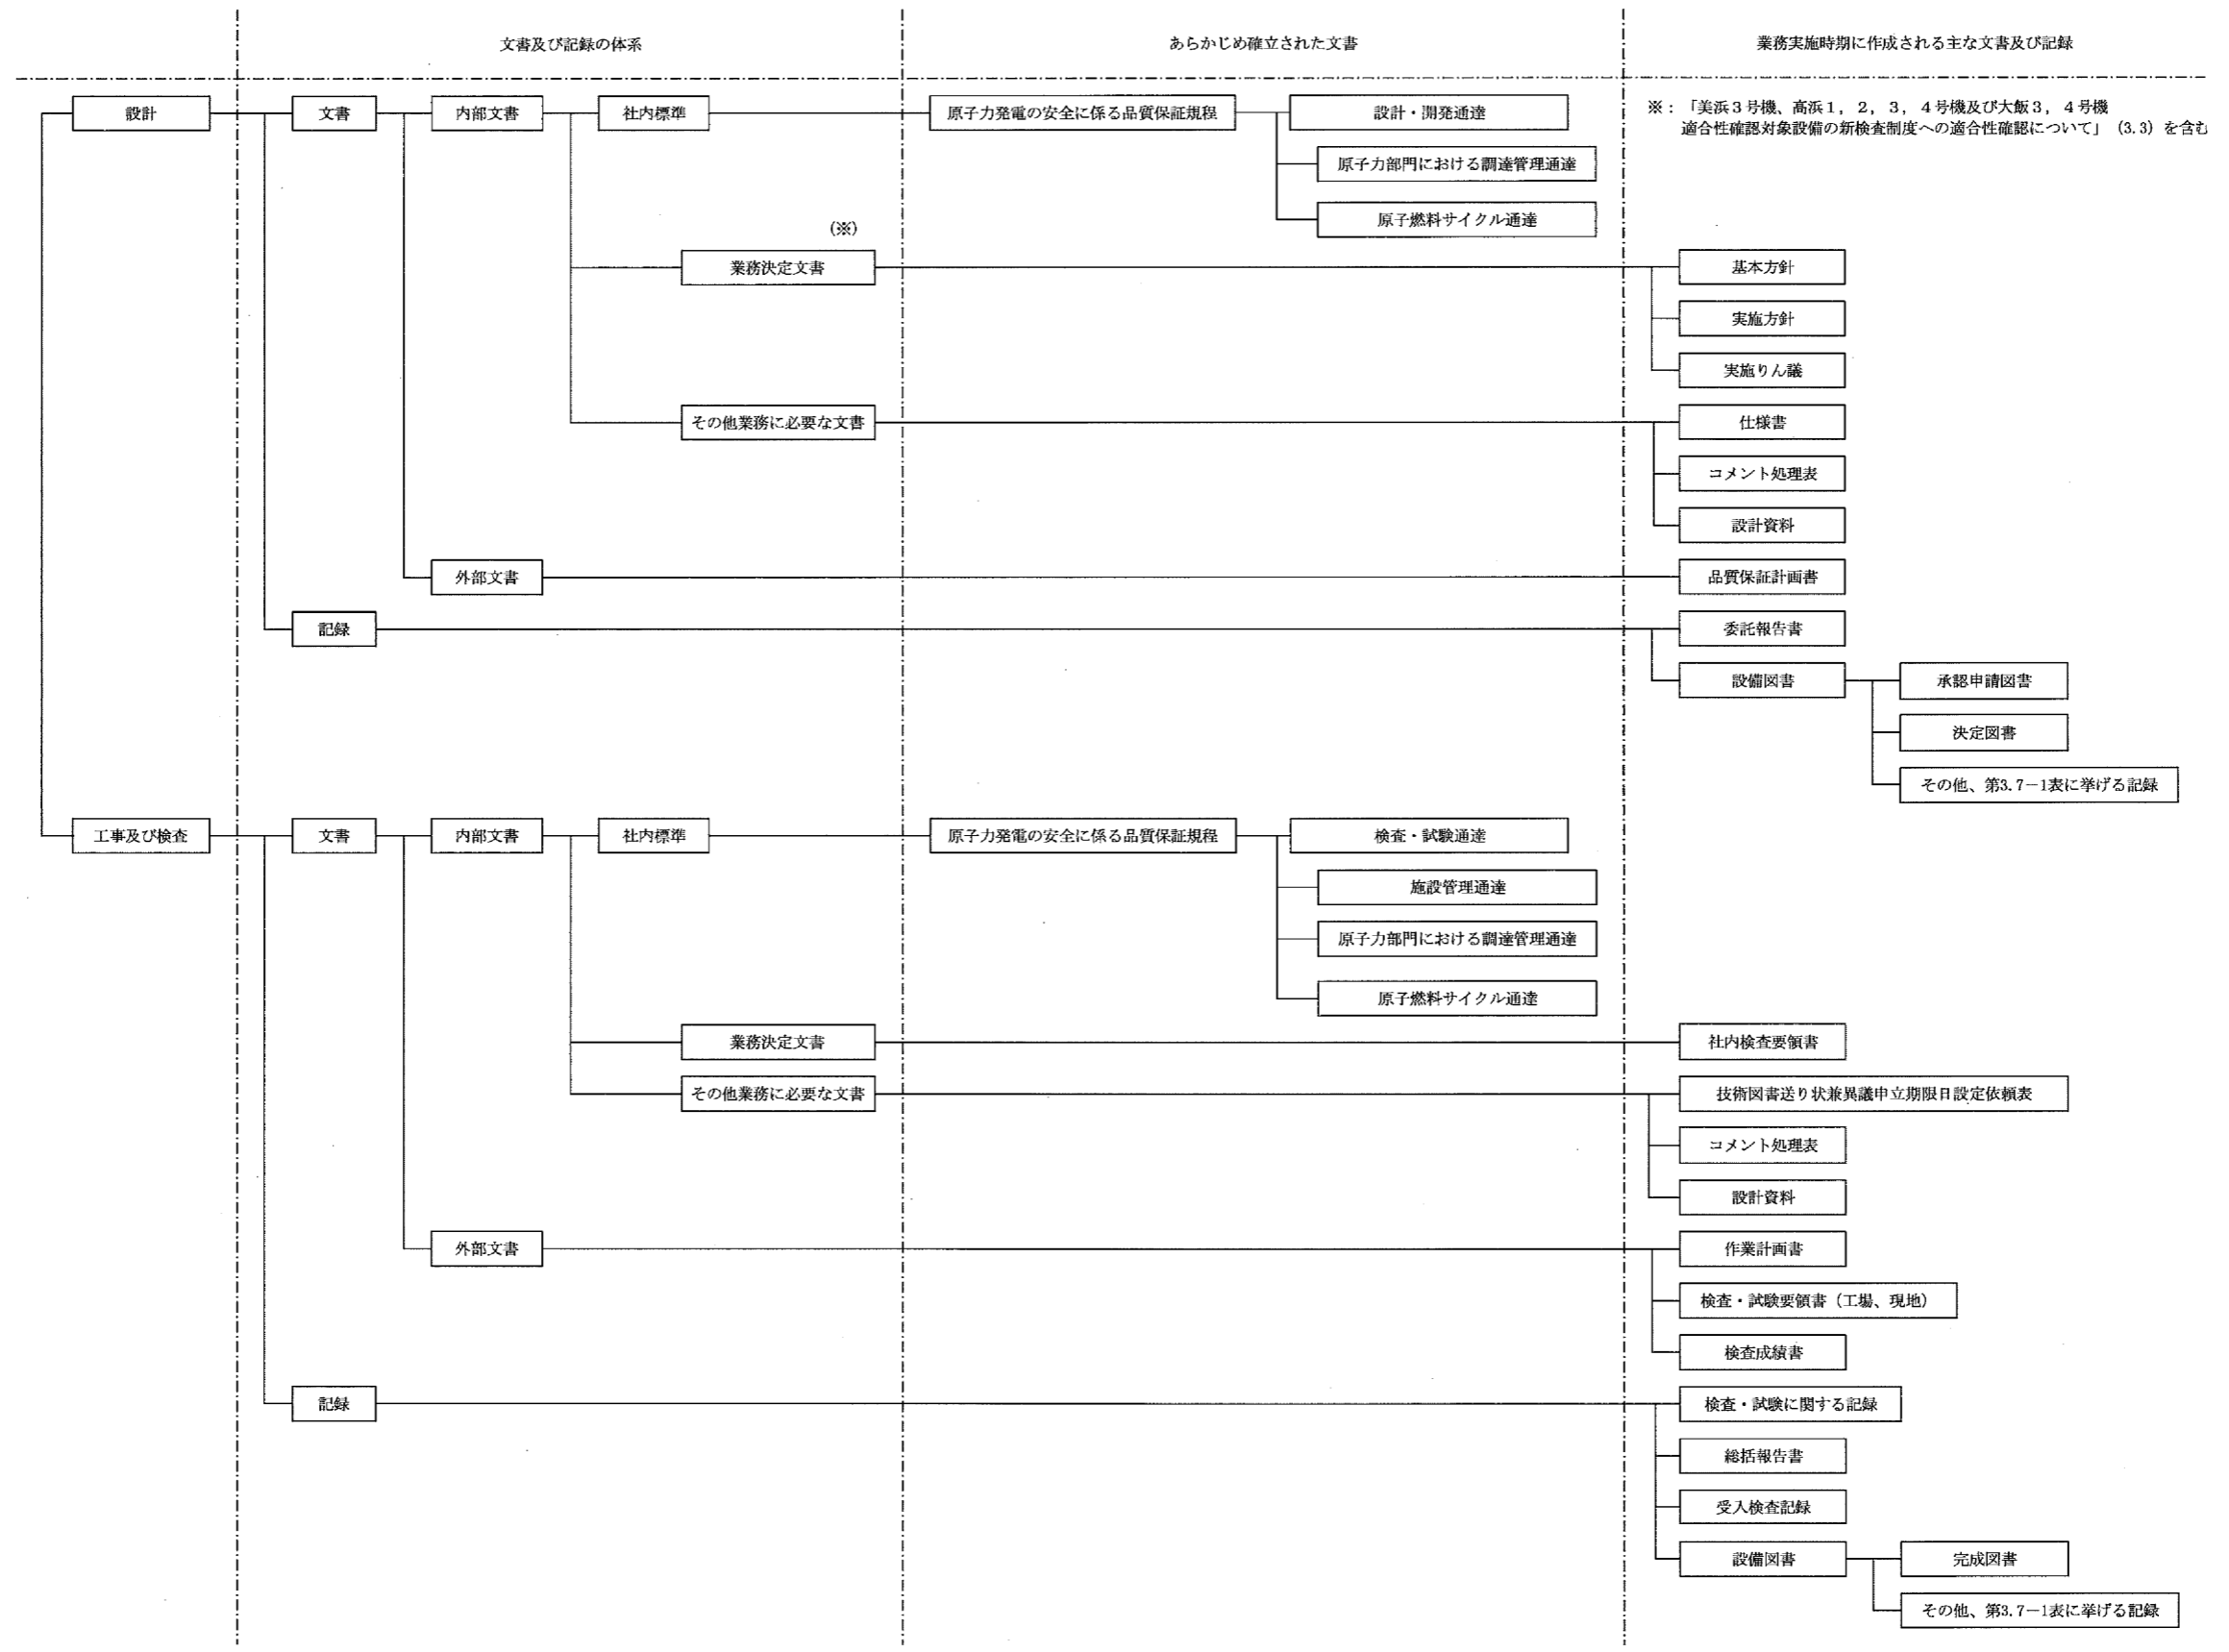 文書及び記録の体系
あらかじめ確立された文書
業務実施時期に作成される主な文書及び記録
設計
文書
内部文書
社内標準
原子力発電の安全に係る品質保証規程
設計・開発通達
※：「美浜３号機、高浜１，２，３，４号機及び大飯３，４号機
適合性確認対象設備の新検査制度への適合性確認について」（3.3）を含む
原子力部門における調達管理通達
原子燃料サイクル通達
（※）
業務決定文書
基本方針
実施方針
実施りん議
その他業務に必要な文書
仕様書
コメント処理表
設計資料
外部文書
品質保証計画書
記録
委託報告書
設備図書
承認申請図書
決定図書
その他、第3.7－1表に挙げる記録
工事及び検査
文書
内部文書
社内標準
原子力発電の安全に係る品質保証規程
検査・試験通達
施設管理通達
原子力部門における調達管理通達
原子燃料サイクル通達
業務決定文書
社内検査要領書
その他業務に必要な文書
技術図書送り状兼異議申立期限日設定依頼表
コメント処理表
設計資料
外部文書
作業計画書
検査・試験要領書（工場、現地）
検査成績書
記録
検査・試験に関する記録
総括報告書
受入検査記録
設備図書
完成図書
その他、第3.7－1表に挙げる記録